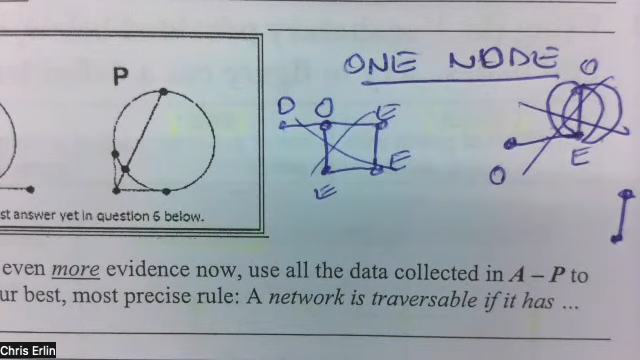 P
ONE NODE
O
D O E
E
E
E
O
st answer yet in question 6 below.
even more evidence now, use all the data collected in A – P to
ur best, most precise rule: A network is traversable if it has ...
Chris Erlin